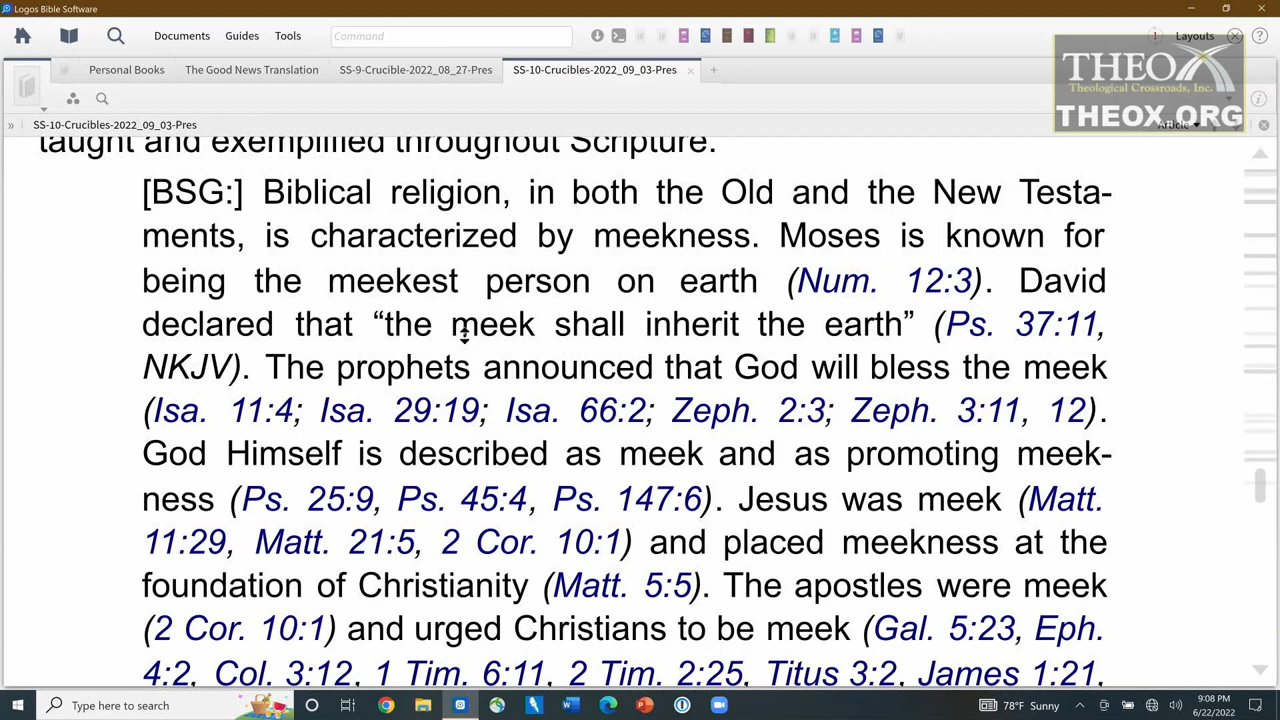 Logos Bible Software
Documents Guides Tools Command Layouts
THEOX
Theological Crossroads, Inc.
THEOX.ORG
Personal Books The Good News Translation SS-9-Crucible-2022_08_27-Pres SS-10-Crucibles-2022_09_03-Pres
SS-10-Crucibles-2022_09_03-Pres Article
taught and exemplified throughout Scripture.
[BSG:] Biblical religion, in both the Old and the New Testa-
ments, is characterized by meekness. Moses is known for
being the meekest person on earth (Num. 12:3). David
declared that “the meek shall inherit the earth” (Ps. 37:11,
NKJV). The prophets announced that God will bless the meek
(Isa. 11:4; Isa. 29:19; Isa. 66:2; Zeph. 2:3; Zeph. 3:11, 12).
God Himself is described as meek and as promoting meek-
ness (Ps. 25:9, Ps. 45:4, Ps. 147:6). Jesus was meek (Matt.
11:29, Matt. 21:5, 2 Cor. 10:1) and placed meekness at the
foundation of Christianity (Matt. 5:5). The apostles were meek
(2 Cor. 10:1) and urged Christians to be meek (Gal. 5:23, Eph.
4:2, Col. 3:12, 1 Tim. 6:11, 2 Tim. 2:25, Titus 3:2, James 1:21,
Type here to search 78°F Sunny 9:08 PM
6/22/2022